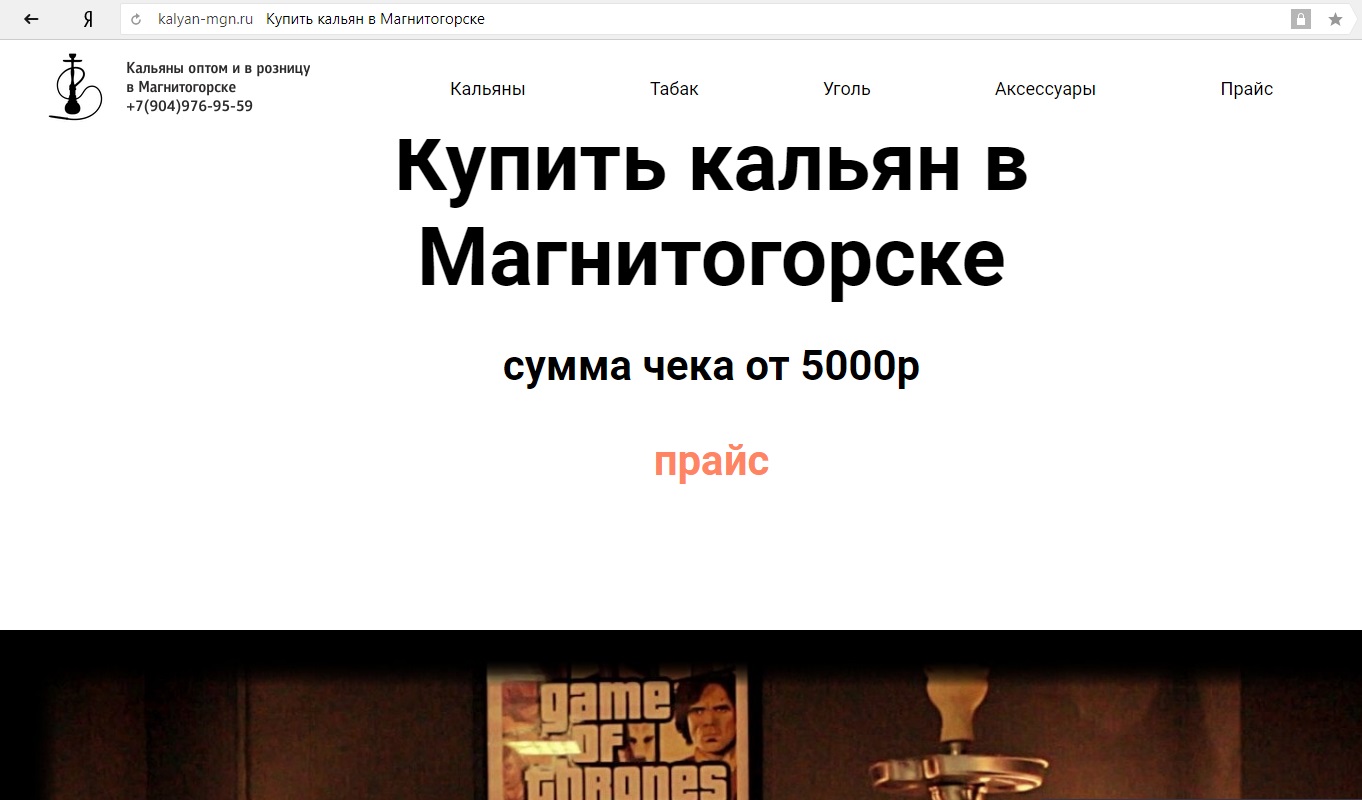 Я
kalyan-mgn.ru Купить кальян в Магнитогорске
Кальяны оптом и в розницу
в Магнитогорске
+7(904)976-95-59
Кальяны Табак Уголь Аксессуары Прайс
Купить кальян в
Магнитогорске
сумма чека от 5000р
прайс
game
OF
THRONES